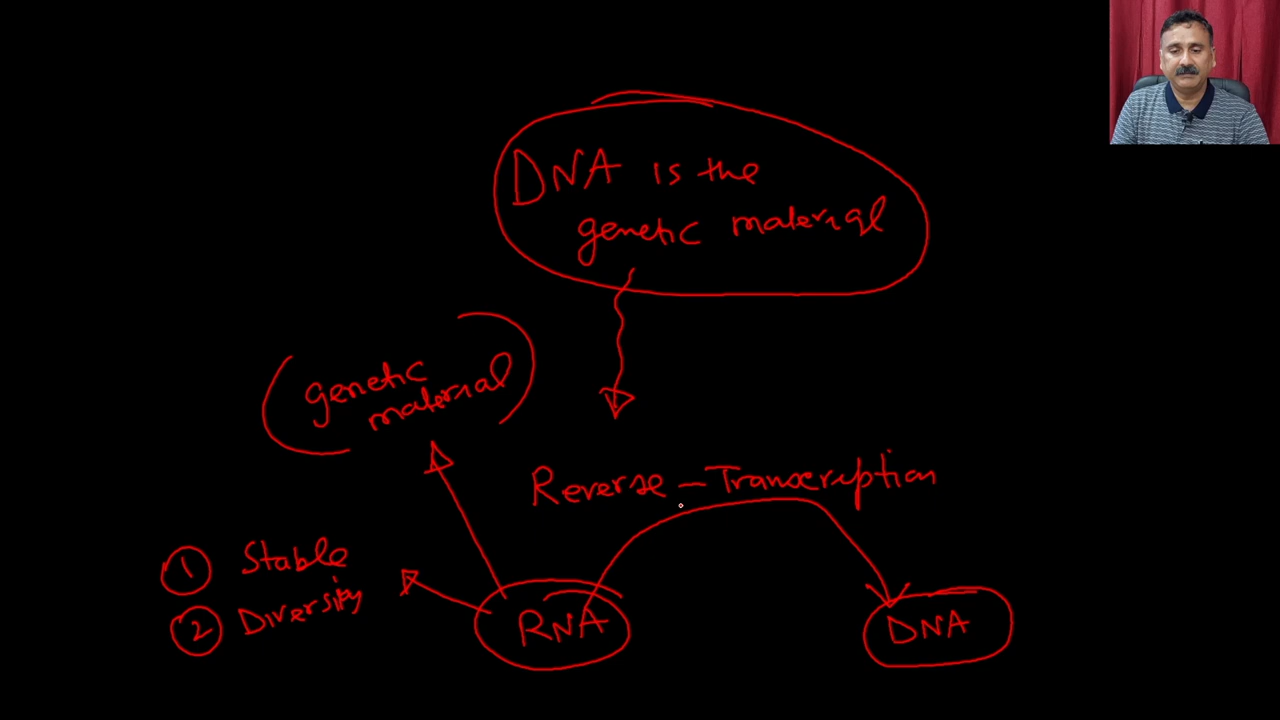 DNA is the
genetic material
genetic
material
Reverse - Transcription
① Stable
② Diversity
RNA
DNA